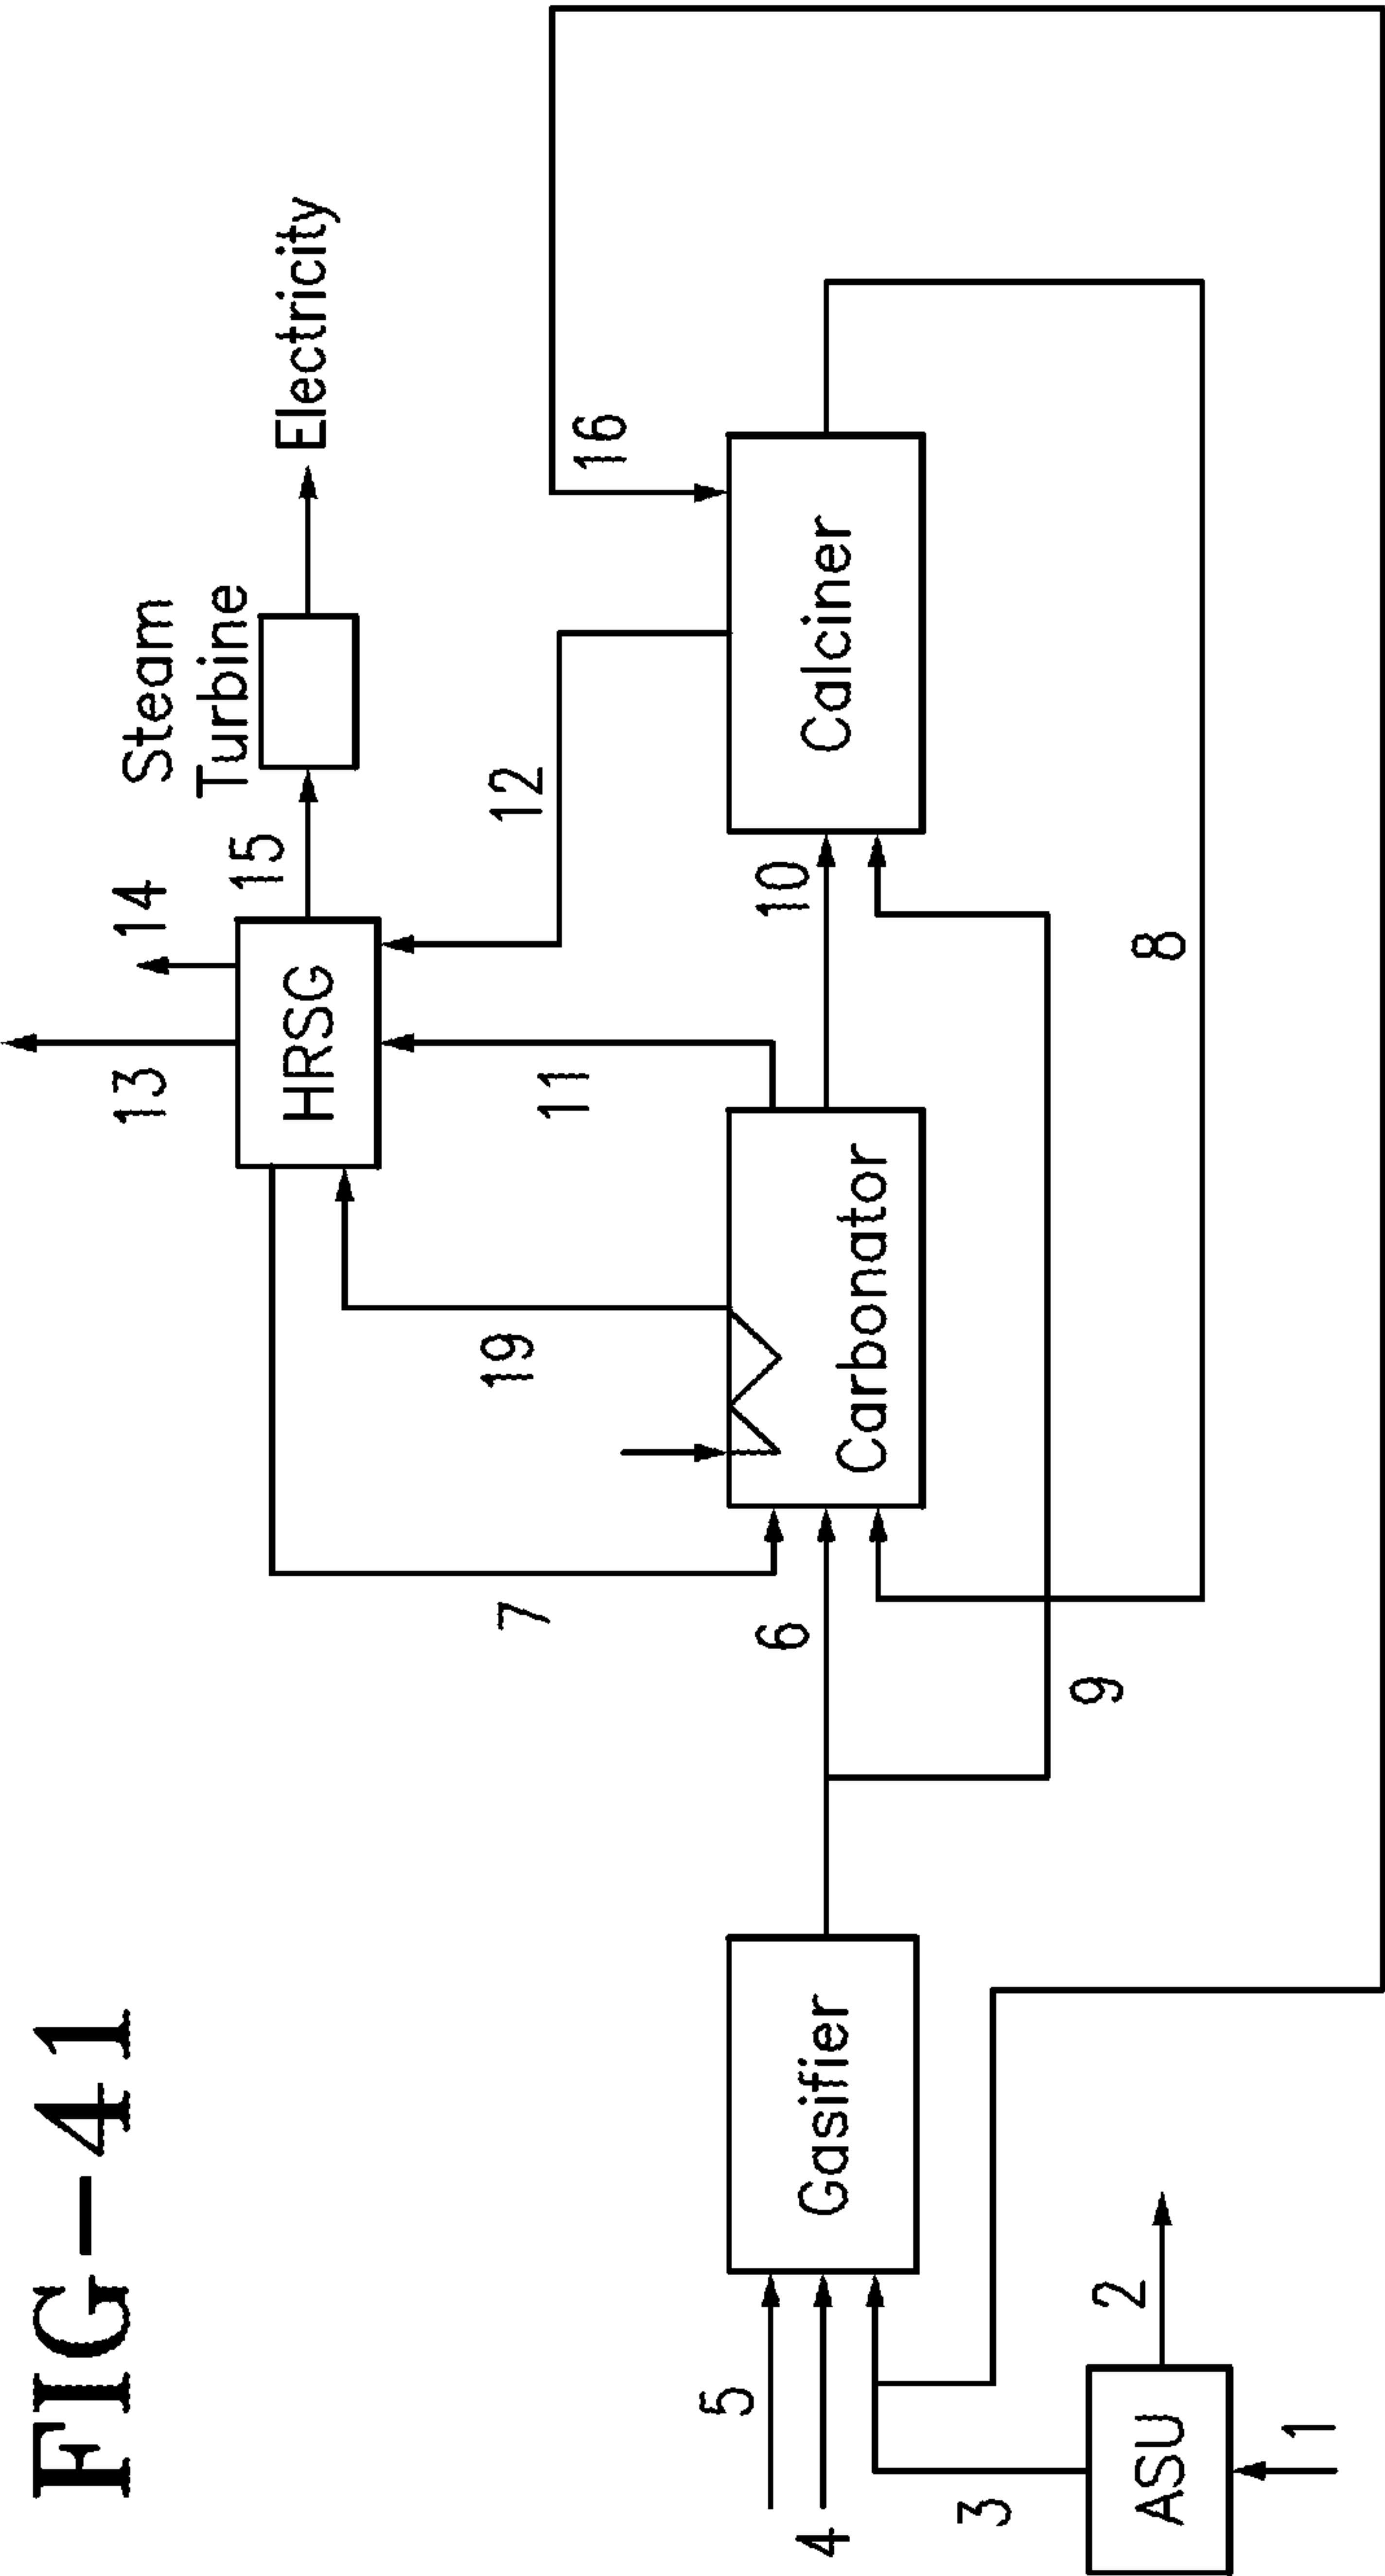 FIG-41
13
14
HRSG
15
Steam
Turbine
Electricity
7
19
11
12
16
5
4
3
Gasifier
6
Carbonator
10
Calciner
9
8
ASU
2
1